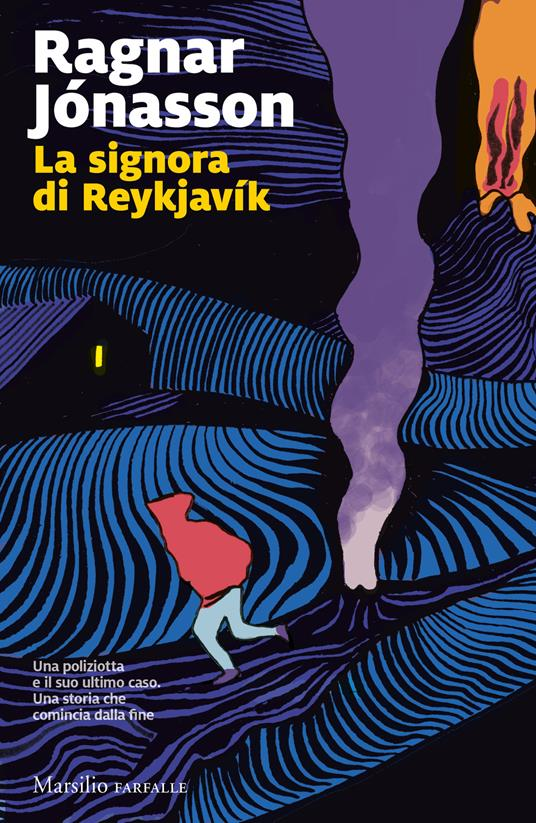 Ragnar
Jónasson
La signora
di Reykjavík
Una poliziotta
e il suo ultimo caso.
Una storia che
comincia dalla fine
Marsilio FARFALLE